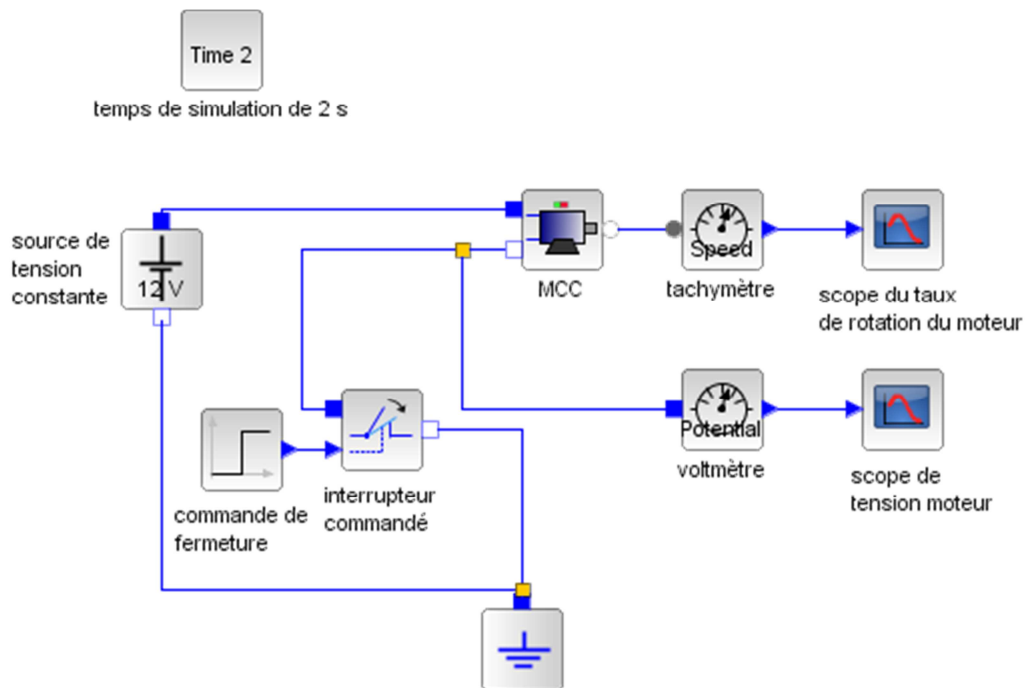 Time 2
temps de simulation de 2 s
source de
tension
constante
12 V
MCC
Speed
tachymètre
scope du taux
de rotation du moteur
commande de
fermeture
interrupteur
commandé
Potential
voltmètre
scope de
tension moteur